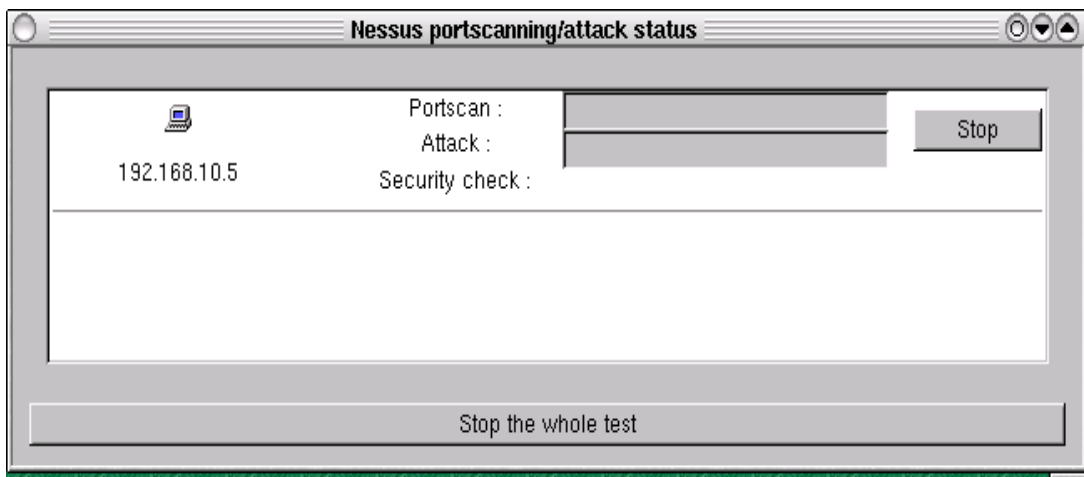 Nessus portscanning/attack status
Portscan :
Stop
Attack :
192.168.10.5
Security check :
Stop the whole test